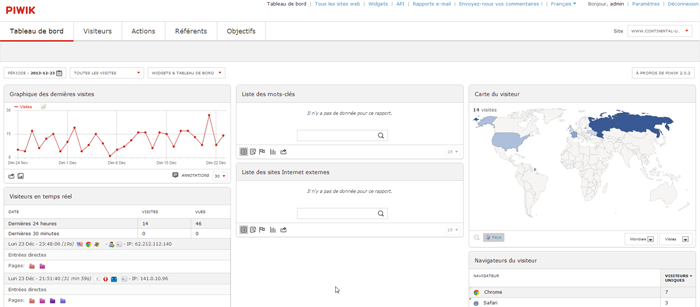 PIWIK
Tableau de bord | Tous les sites web | Widgets | API | Rapports e-mail | Envoyez-nous vos commentaires ! | Français
Bonjour, admin | Paramètres | Déconnexion
Tableau de bord Visiteurs Actions Référents Objectifs
Site WWW.CONTINENTAL-U..
PÉRIODE : 2013-12-23 TOUTES LES VISITES WIDGETS & TABLEAU DE BORD À PROPOS DE PIWIK 2.0.2
Graphique des dernières visites
Visites
30
15
0
Dim 24 Nov Dim 1 Déc Dim 8 Déc Dim 15 Déc Dim 22 Déc
ANNOTATIONS 30
Visiteurs en temps réel
DATE VISITES VUES
Dernières 24 heures 14 46
Dernières 30 minutes 0 0
Lun 23 Déc - 23:48:06 (19s) - IP: 62.212.112.140
Entrées directes
Pages:
Lun 23 Déc - 21:51:40 (21 min 59s) - IP: 141.0.10.96
Entrées directes
Pages:
Liste des mots-clés
Il n'y a pas de donnée pour ce rapport.
25
Liste des sites Internet externes
Il n'y a pas de donnée pour ce rapport.
25
Carte du visiteur
14 visites
PAYS
Mondiale Visites
Navigateurs du visiteur
NAVIGATEUR VISITEURS UNIQUES
Chrome 7
Safari 3